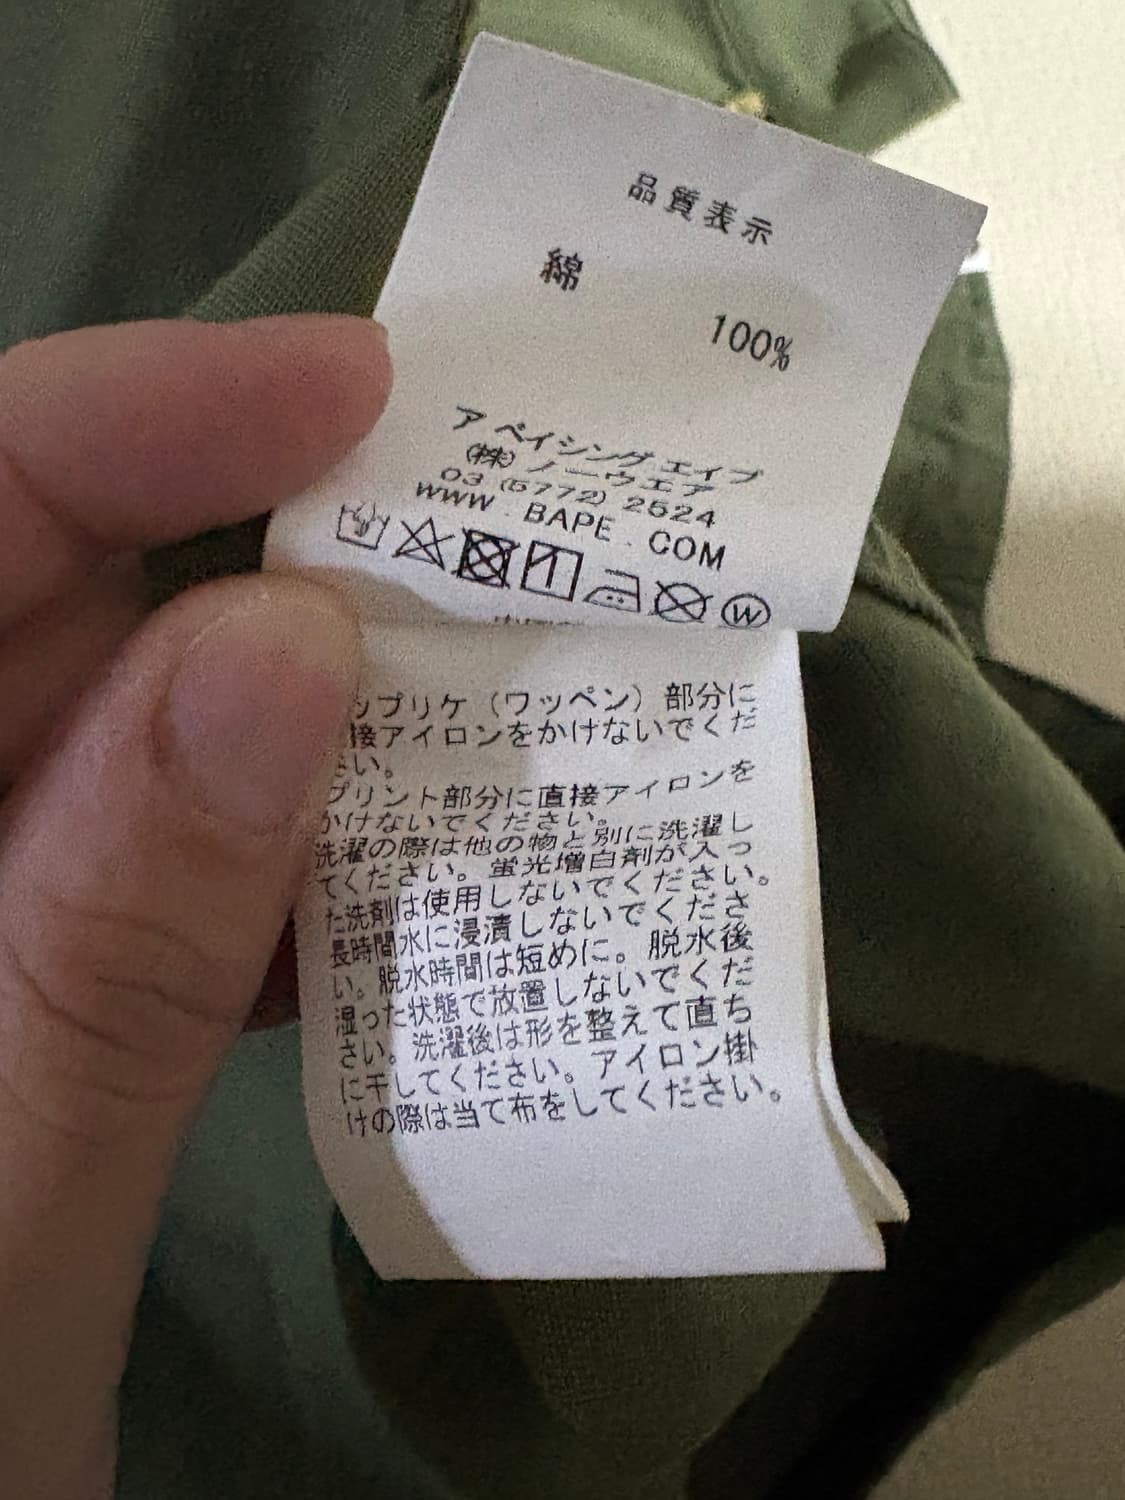 品質表示
綿
100%
ア ベイシング エイプ
(株) ノーウエア
03 (5772) 2524
WWW . BAPE . COM
W
ップリケ（ワッペン）部分に
接アイロンをかけないでくだ
さい。
プリント部分に直接アイロンを
かけないでください。
洗濯の際は他の物と別に洗濯し
てください。蛍光増白剤が入っ
た洗剤は使用しないでください。
長時間水に浸漬しないでくださ
い。脱水時間は短めに。脱水後
湿った状態で放置しないでくだ
さい。洗濯後は形を整えて直ち
に干してください。アイロン掛
けの際は当て布をしてください。